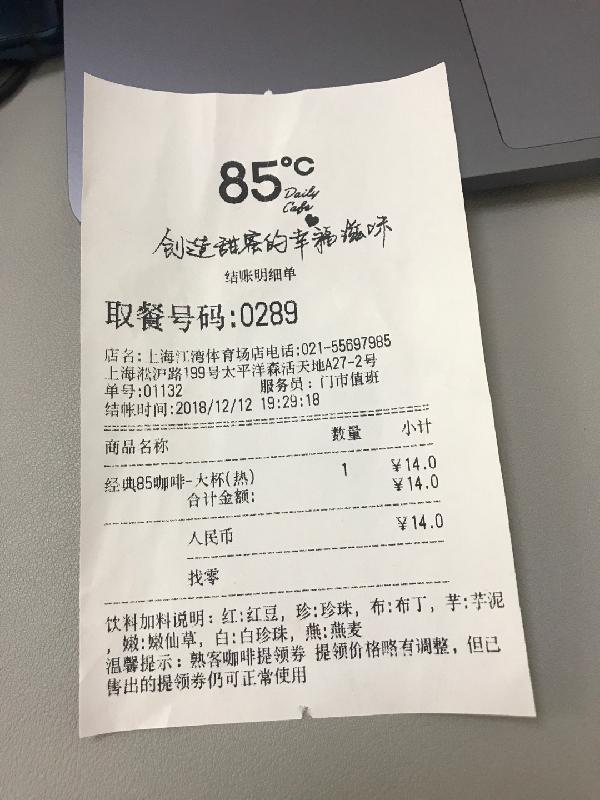 85℃
Daily
Cafe
创造甜蜜的幸福滋味
结账明细单
取餐号码:0289
店名:上海江湾体育场店电话:021-55697985
上海淞沪路199号太平洋森活天地A27-2号
单号:01132 服务员：门市值班
结帐时间:2018/12/12 19:29:18
商品名称 数量 小计
经典85咖啡-大杯(热) 1 ￥14.0
合计金额: ￥14.0
人民币 ￥14.0
找零
饮料加料说明：红:红豆，珍:珍珠，布:布丁，芋:芋泥
，嫩:嫩仙草，白:白珍珠，燕:燕麦
温馨提示：熟客咖啡提领券 提领价格略有调整，但已
售出的提领券仍可正常使用